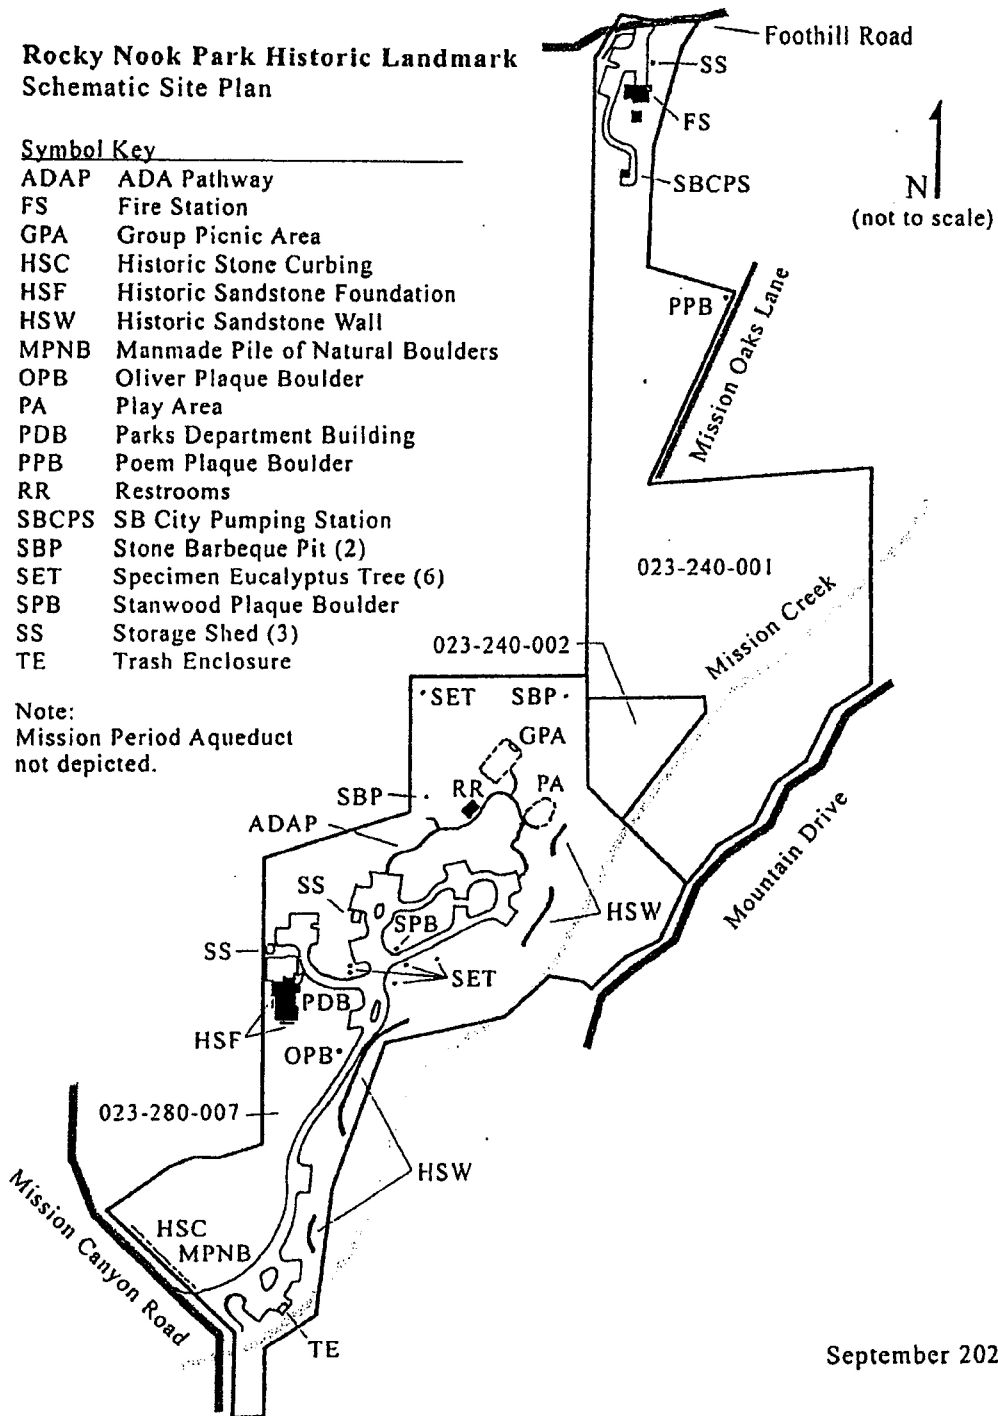 Rocky Nook Park Historic Landmark
Schematic Site Plan
Symbol Key
ADAP ADA Pathway
FS Fire Station
GPA Group Picnic Area
HSC Historic Stone Curbing
HSF Historic Sandstone Foundation
HSW Historic Sandstone Wall
MPNB Manmade Pile of Natural Boulders
OPB Oliver Plaque Boulder
PA Play Area
PDB Parks Department Building
PPB Poem Plaque Boulder
RR Restrooms
SBCPS SB City Pumping Station
SBP Stone Barbeque Pit (2)
SET Specimen Eucalyptus Tree (6)
SPB Stanwood Plaque Boulder
SS Storage Shed (3)
TE Trash Enclosure
Note:
Mission Period Aqueduct
not depicted.
Foothill Road
SS
FS
SBCPS
N
(not to scale)
PPB
Mission Oaks Lane
023-240-001
Mission Creek
023-240-002
SET
SBP
GPA
RR
PA
SBP
ADAP
Mountain Drive
SS
SPB
HSW
SS
SET
PDB
HSF
OPB
023-280-007
HSW
Mission Canyon Road
HSC
MPNB
TE
September 202